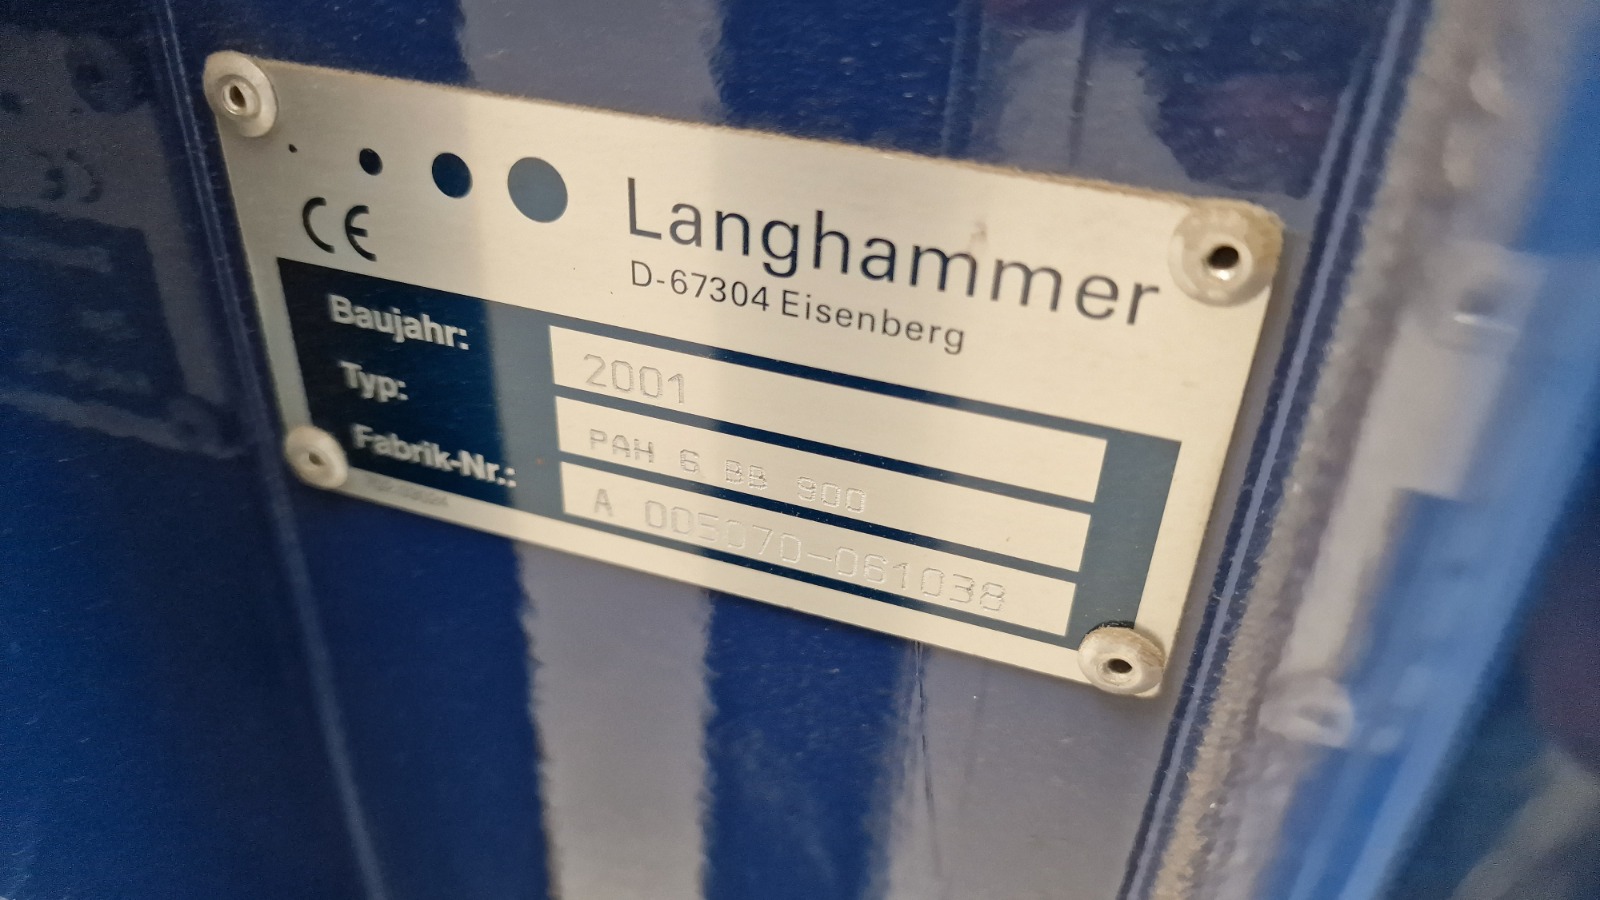 CE
Langhammer
D-67304 Eisenberg
Baujahr: 2001
Typ: PAH 6 BB 900
Fabrik-Nr.: A 005070-061038